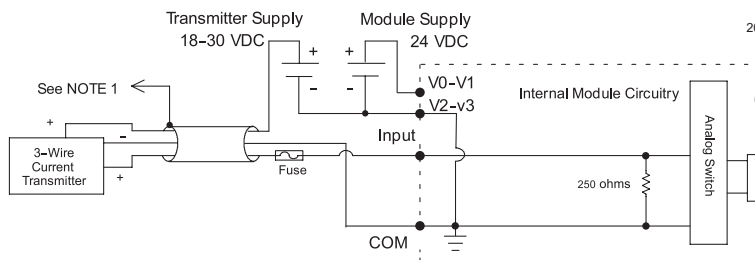 Transmitter Supply
18-30 VDC
Module Supply
24 VDC
20
+
-
+
-
V0-V1
V2-v3
See NOTE 1
Internal Module Circuitry
+
-
+
3-Wire
Current
Transmitter
Input
Fuse
250 ohms
Analog Switch
COM